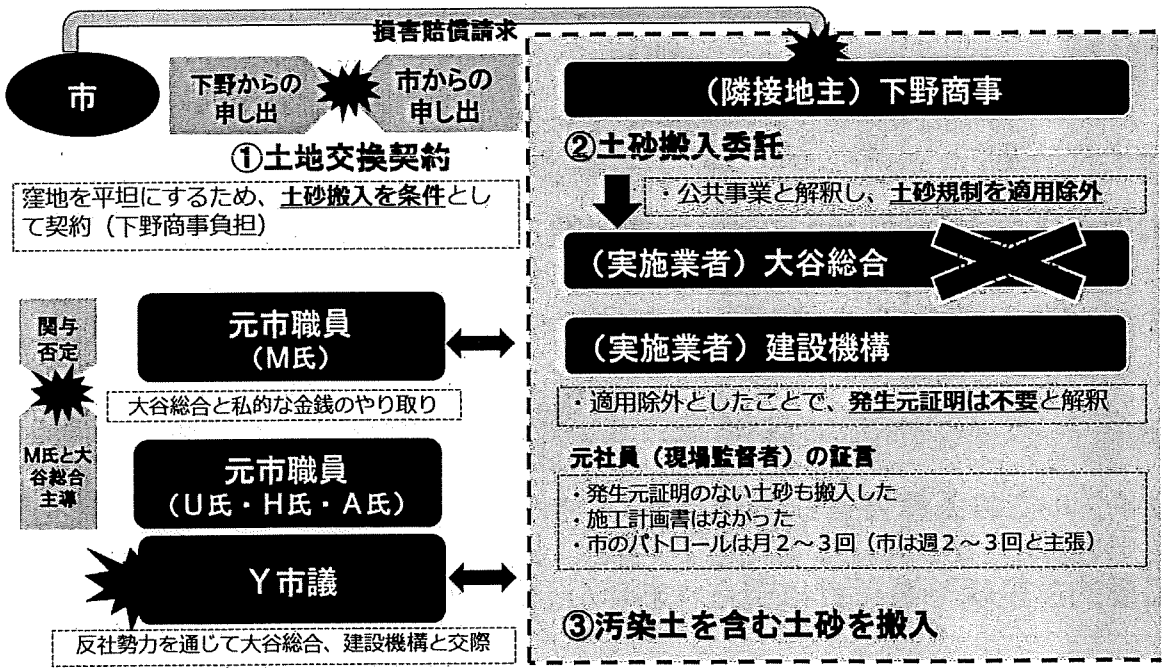 損害賠償請求
市
下野からの
申し出
市からの
申し出
①土地交換契約
窪地を平坦にするため、土砂搬入を条件とし
て契約（下野商事負担）
（隣接地主）下野商事
②土砂搬入委託
・公共事業と解釈し、土砂規制を適用除外
（実施業者）大谷総合
（実施業者）建設機構
・適用除外としたことで、発生元証明は不要と解釈
元社員（現場監督者）の証言
・発生元証明のない土砂も搬入した
・施工計画書はなかった
・市のパトロールは月２～３回（市は週２～３回と主張）
③汚染土を含む土砂を搬入
関与
否定
M氏と大
谷総合
主導
元市職員
（M氏）
大谷総合と私的な金銭のやり取り
元市職員
（U氏・H氏・A氏）
Y市議
反社勢力を通じて大谷総合、建設機構と交際